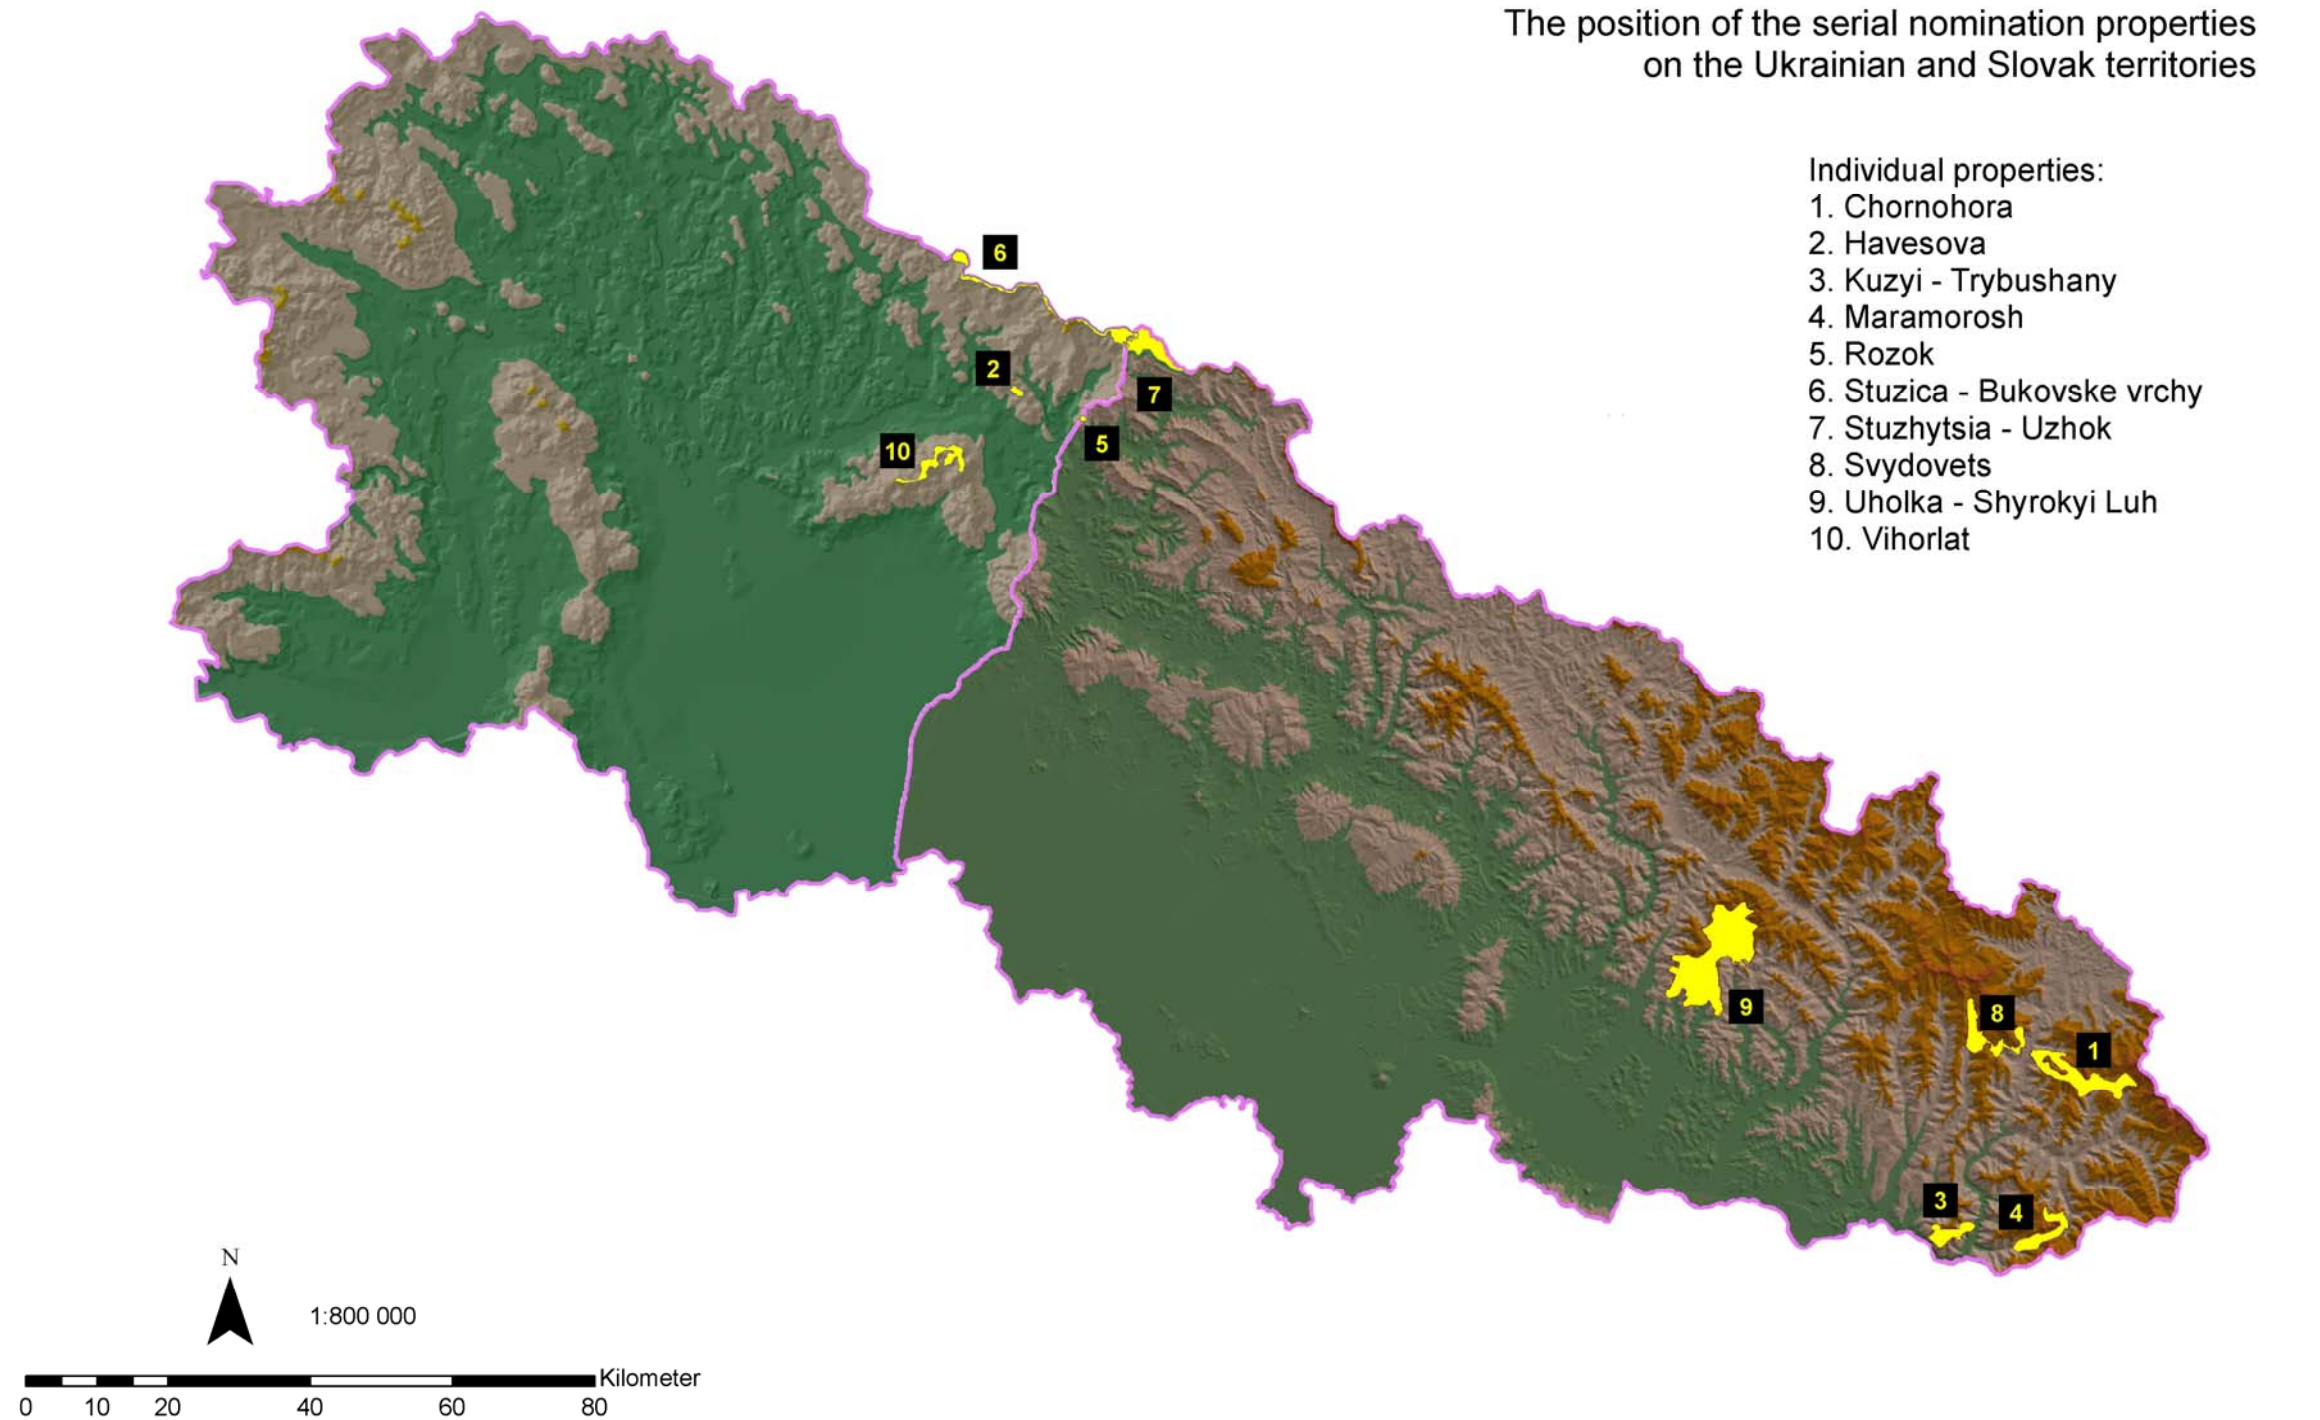 The position of the serial nomination properties
on the Ukrainian and Slovak territories
Individual properties:
1. Chornohora
2. Havesova
3. Kuzyi - Trybushany
4. Maramorosh
5. Rozok
6. Stuzica - Bukovske vrchy
7. Stuzhytsia - Uzhok
8. Svydovets
9. Uholka - Shyrokyi Luh
10. Vihorlat
6
2
7
5
10
9
8
1
3
4
N
1:800 000
Kilometer
0 10 20 40 60 80